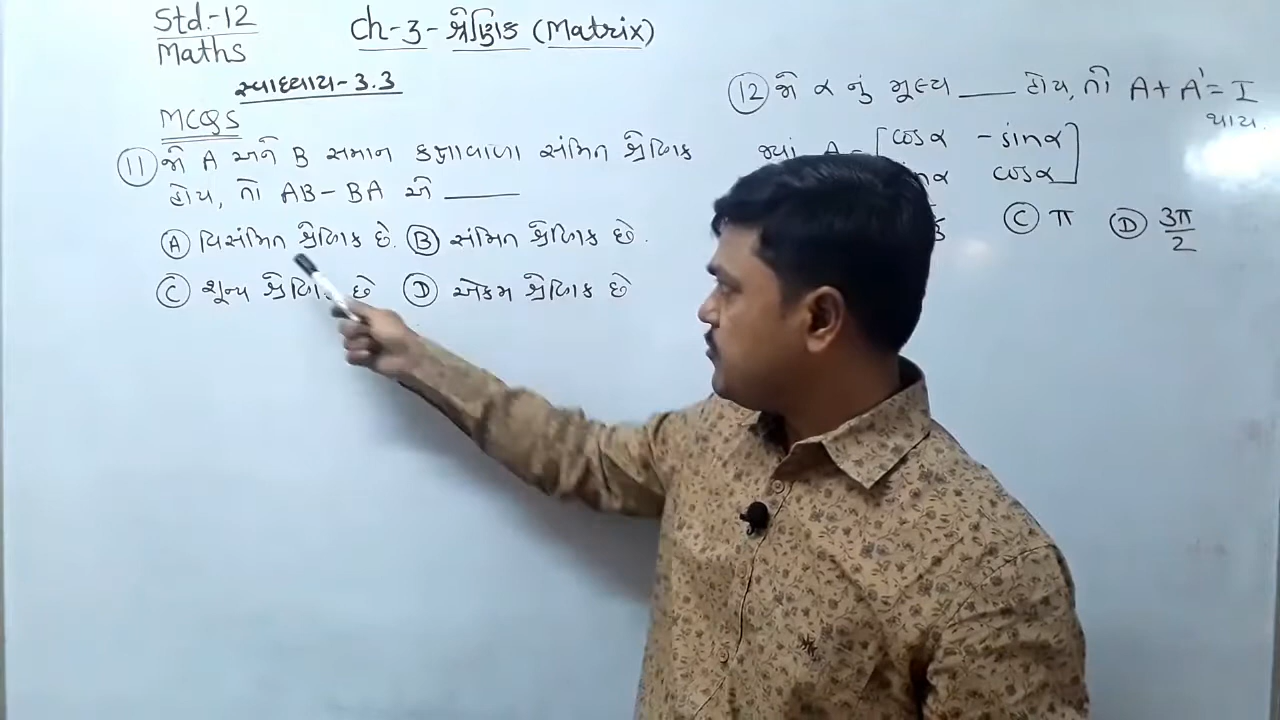 Std.-12
Maths
Ch-3-શ્રેણિક (Matrix)
સ્વાધ્યાય-3.3
MCQS
(11) જો A અને B સમાન કક્ષાવાળા સંમિત શ્રેણિક
હોય, તો AB - BA એ ____
(A) વિસંમિત શ્રેણિક છે. (B) સંમિત શ્રેણિક છે.
(C) શૂન્ય શ્રેણિક છે (D) એકમ શ્રેણિક છે
(12) જો α નું મૂલ્ય ____ હોય, તો A + A' = I
થાય.
જ્યાં A = [cosα -sinα]
cosα
(C) π (D) 3π/2